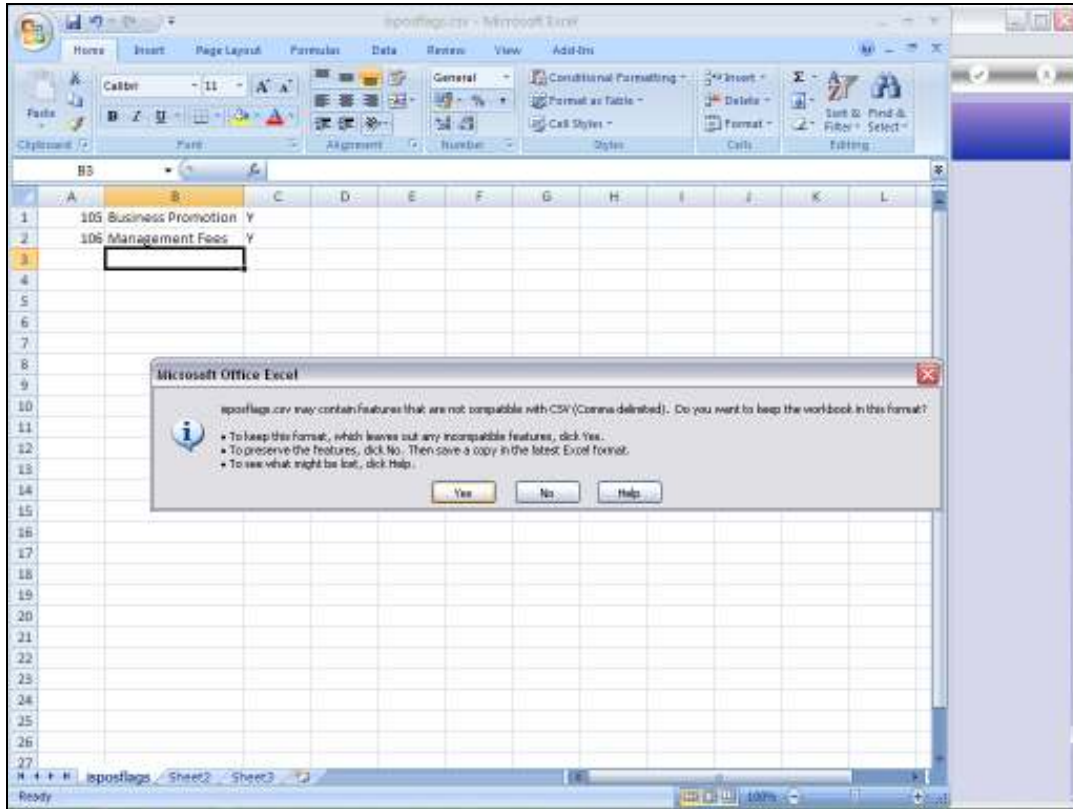 isposflags.csv - Microsoft Excel
Home Insert Page Layout Formulas Data Review View Add-Ins
Paste
Calibri 11 A A
General
Conditional Formatting
Insert
Σ
B I U
A
% ,
Format as Table
Delete
Cell Styles
Format
Sort & Filter
Find & Select
Clipboard Font Alignment Number Styles Cells Editing
B3 fx
A B C D E F G H I J K L
1 105 Business Promotion Y
2 106 Management Fees Y
3
4
5
6
7
8
Microsoft Office Excel
9
10
isposflags.csv may contain features that are not compatible with CSV (Comma delimited). Do you want to keep the workbook in this format?
11
• To keep this format, which leaves out any incompatible features, click Yes.
12
• To preserve the features, click No. Then save a copy in the latest Excel format.
13
• To see what might be lost, click Help.
14
Yes No Help
15
16
17
18
19
20
21
22
23
24
25
26
27
isposflags Sheet2 Sheet3
Ready 100%